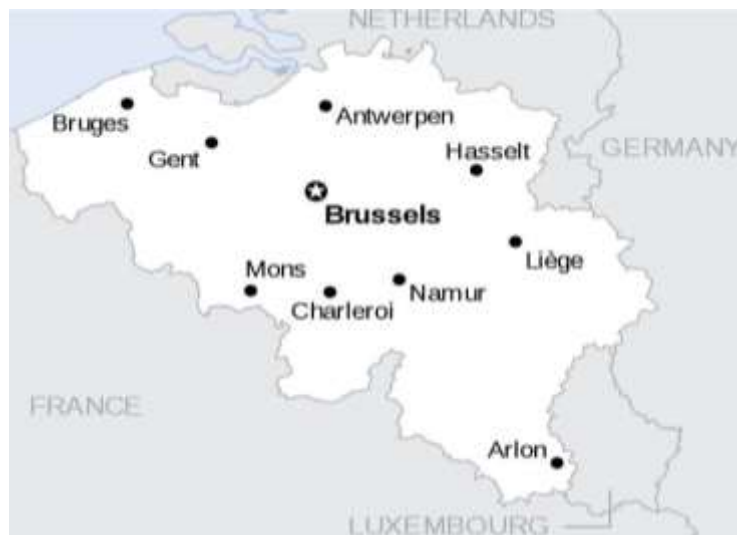 NETHERLANDS
Bruges
Antwerpen
Gent
Hasselt
GERMANY
Brussels
Liège
Mons
Namur
Charleroi
FRANCE
Arlon
LUXEMBOURG